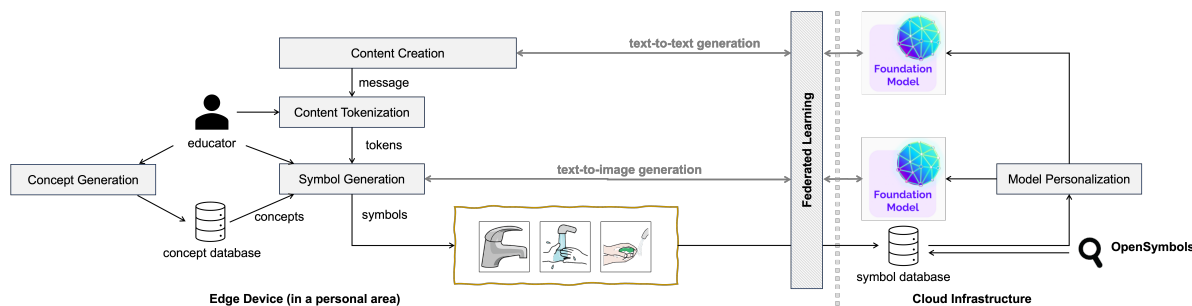 Content Creation
text-to-text generation
message
Content Tokenization
educator
tokens
Concept Generation
Symbol Generation
text-to-image generation
concepts
symbols
concept database
Edge Device (in a personal area)
Federated Learning
Foundation
Model
Foundation
Model
Model Personalization
symbol database
OpenSymbols
Cloud Infrastructure